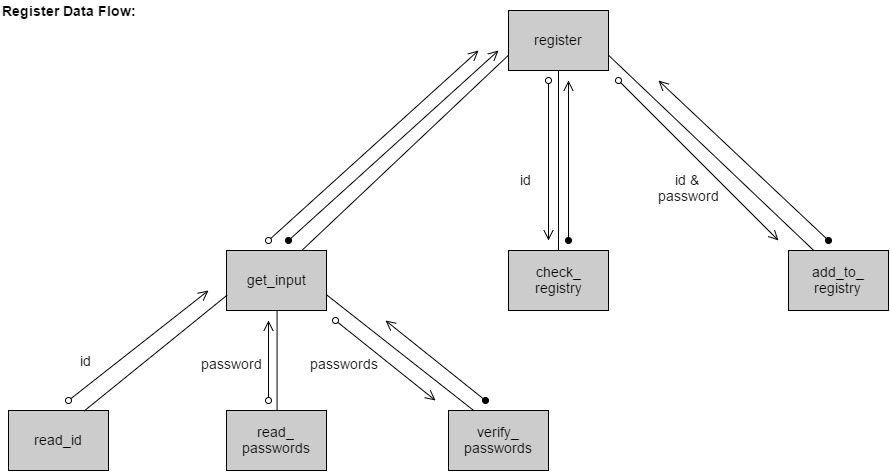 Register Data Flow:
register
id
id &
password
get_input
check_
registry
add_to_
registry
id
password
passwords
read_id
read_
passwords
verify_
passwords